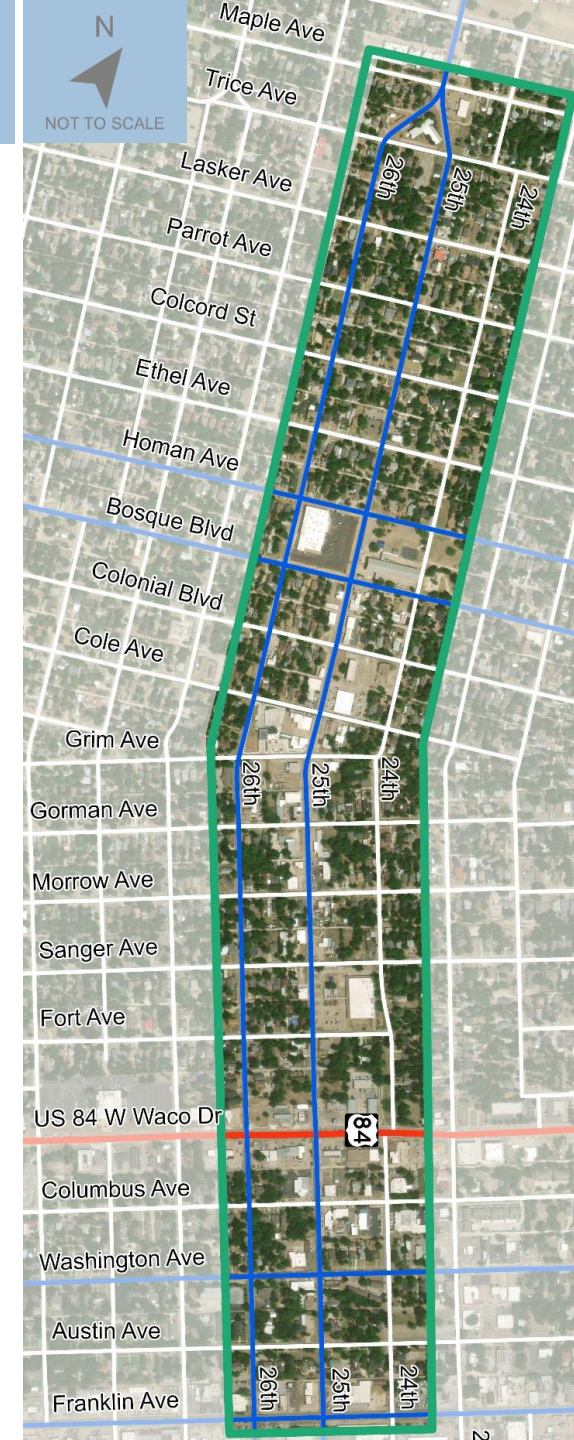 N
NOT TO SCALE
Maple Ave
Trice Ave
Lasker Ave
26th
25th
24th
Parrot Ave
Colcord St
Ethel Ave
Homan Ave
Bosque Blvd
Colonial Blvd
Cole Ave
Grim Ave
26th
25th
24th
Gorman Ave
Morrow Ave
Sanger Ave
Fort Ave
US 84 W Waco Dr
84
Columbus Ave
Washington Ave
Austin Ave
Franklin Ave
26th
25th
24th